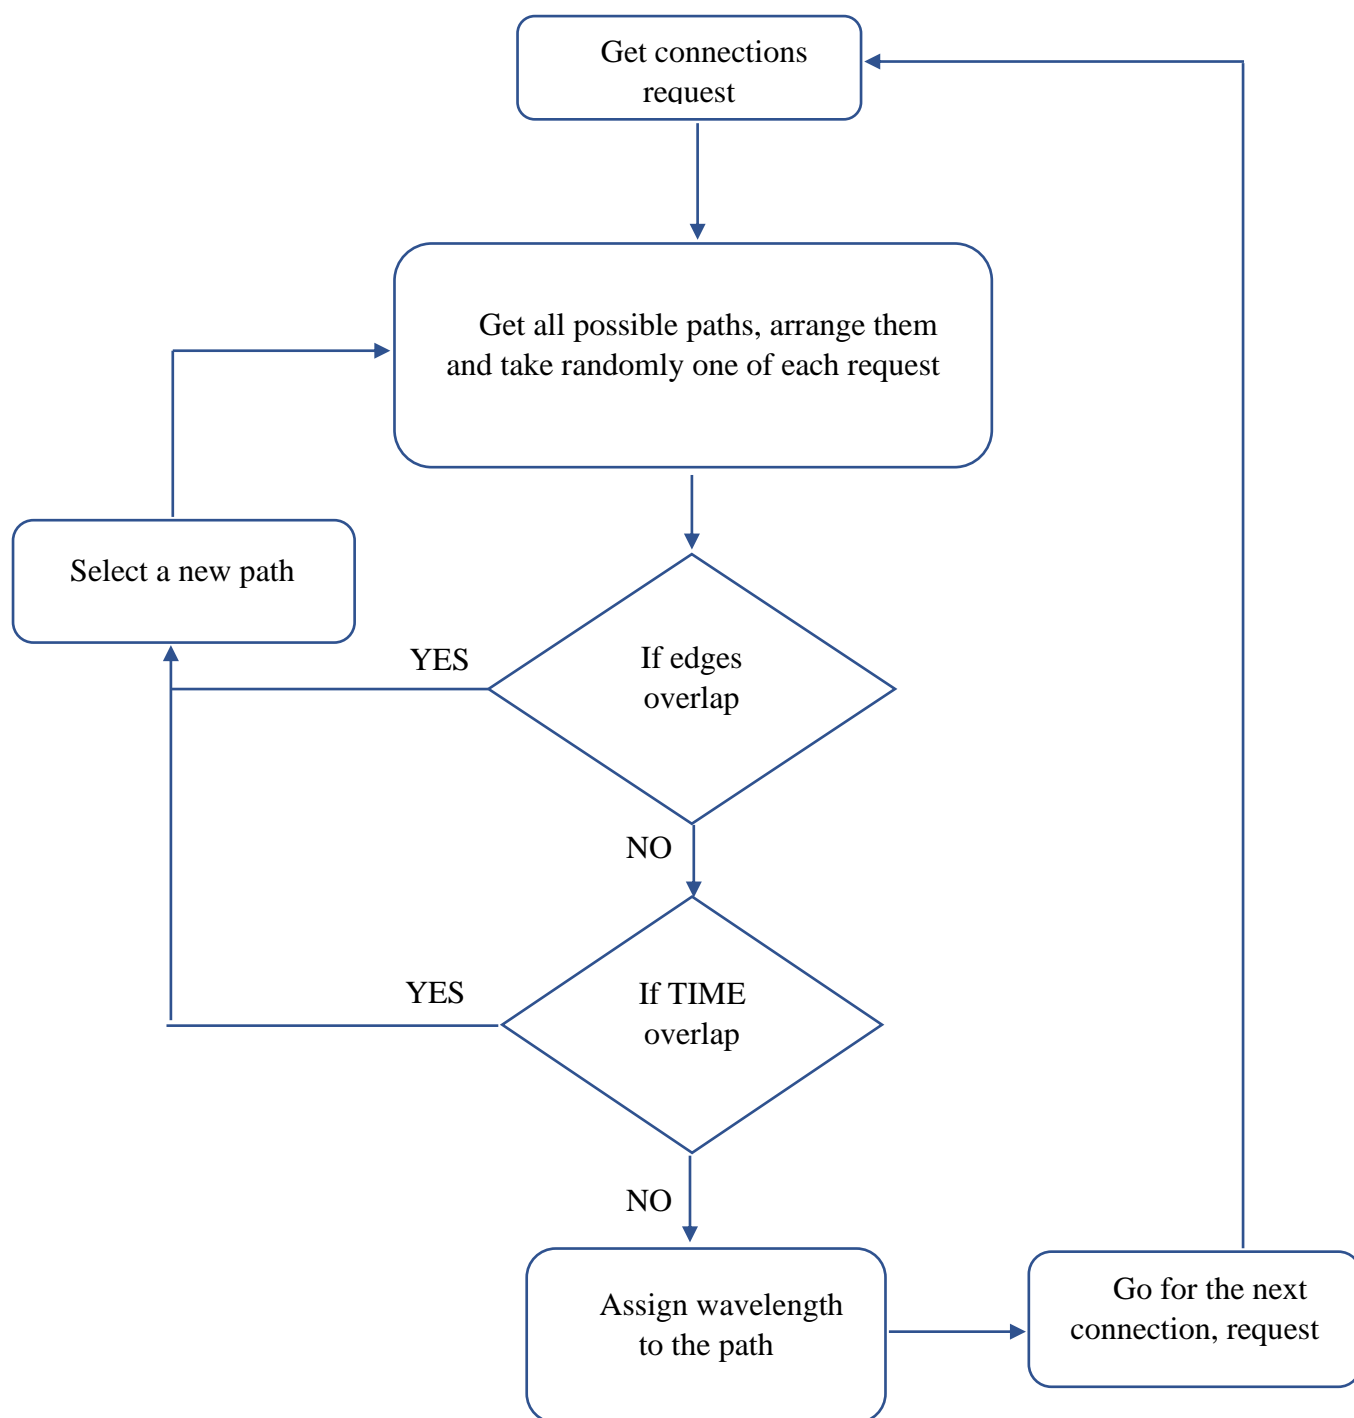 Get connections
request
Get all possible paths, arrange them
and take randomly one of each request
Select a new path
YES
If edges
overlap
NO
YES
If TIME
overlap
NO
Assign wavelength
to the path
Go for the next
connection, request